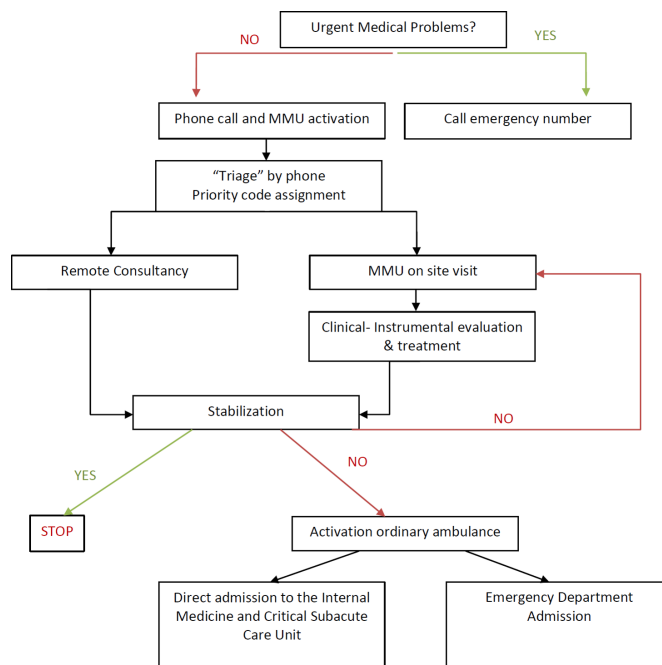 Urgent Medical Problems?
NO
YES
Phone call and MMU activation
Call emergency number
“Triage” by phone
Priority code assignment
Remote Consultancy
MMU on site visit
Clinical- Instrumental evaluation
& treatment
Stabilization
NO
YES
NO
STOP
Activation ordinary ambulance
Direct admission to the Internal
Medicine and Critical Subacute
Care Unit
Emergency Department
Admission